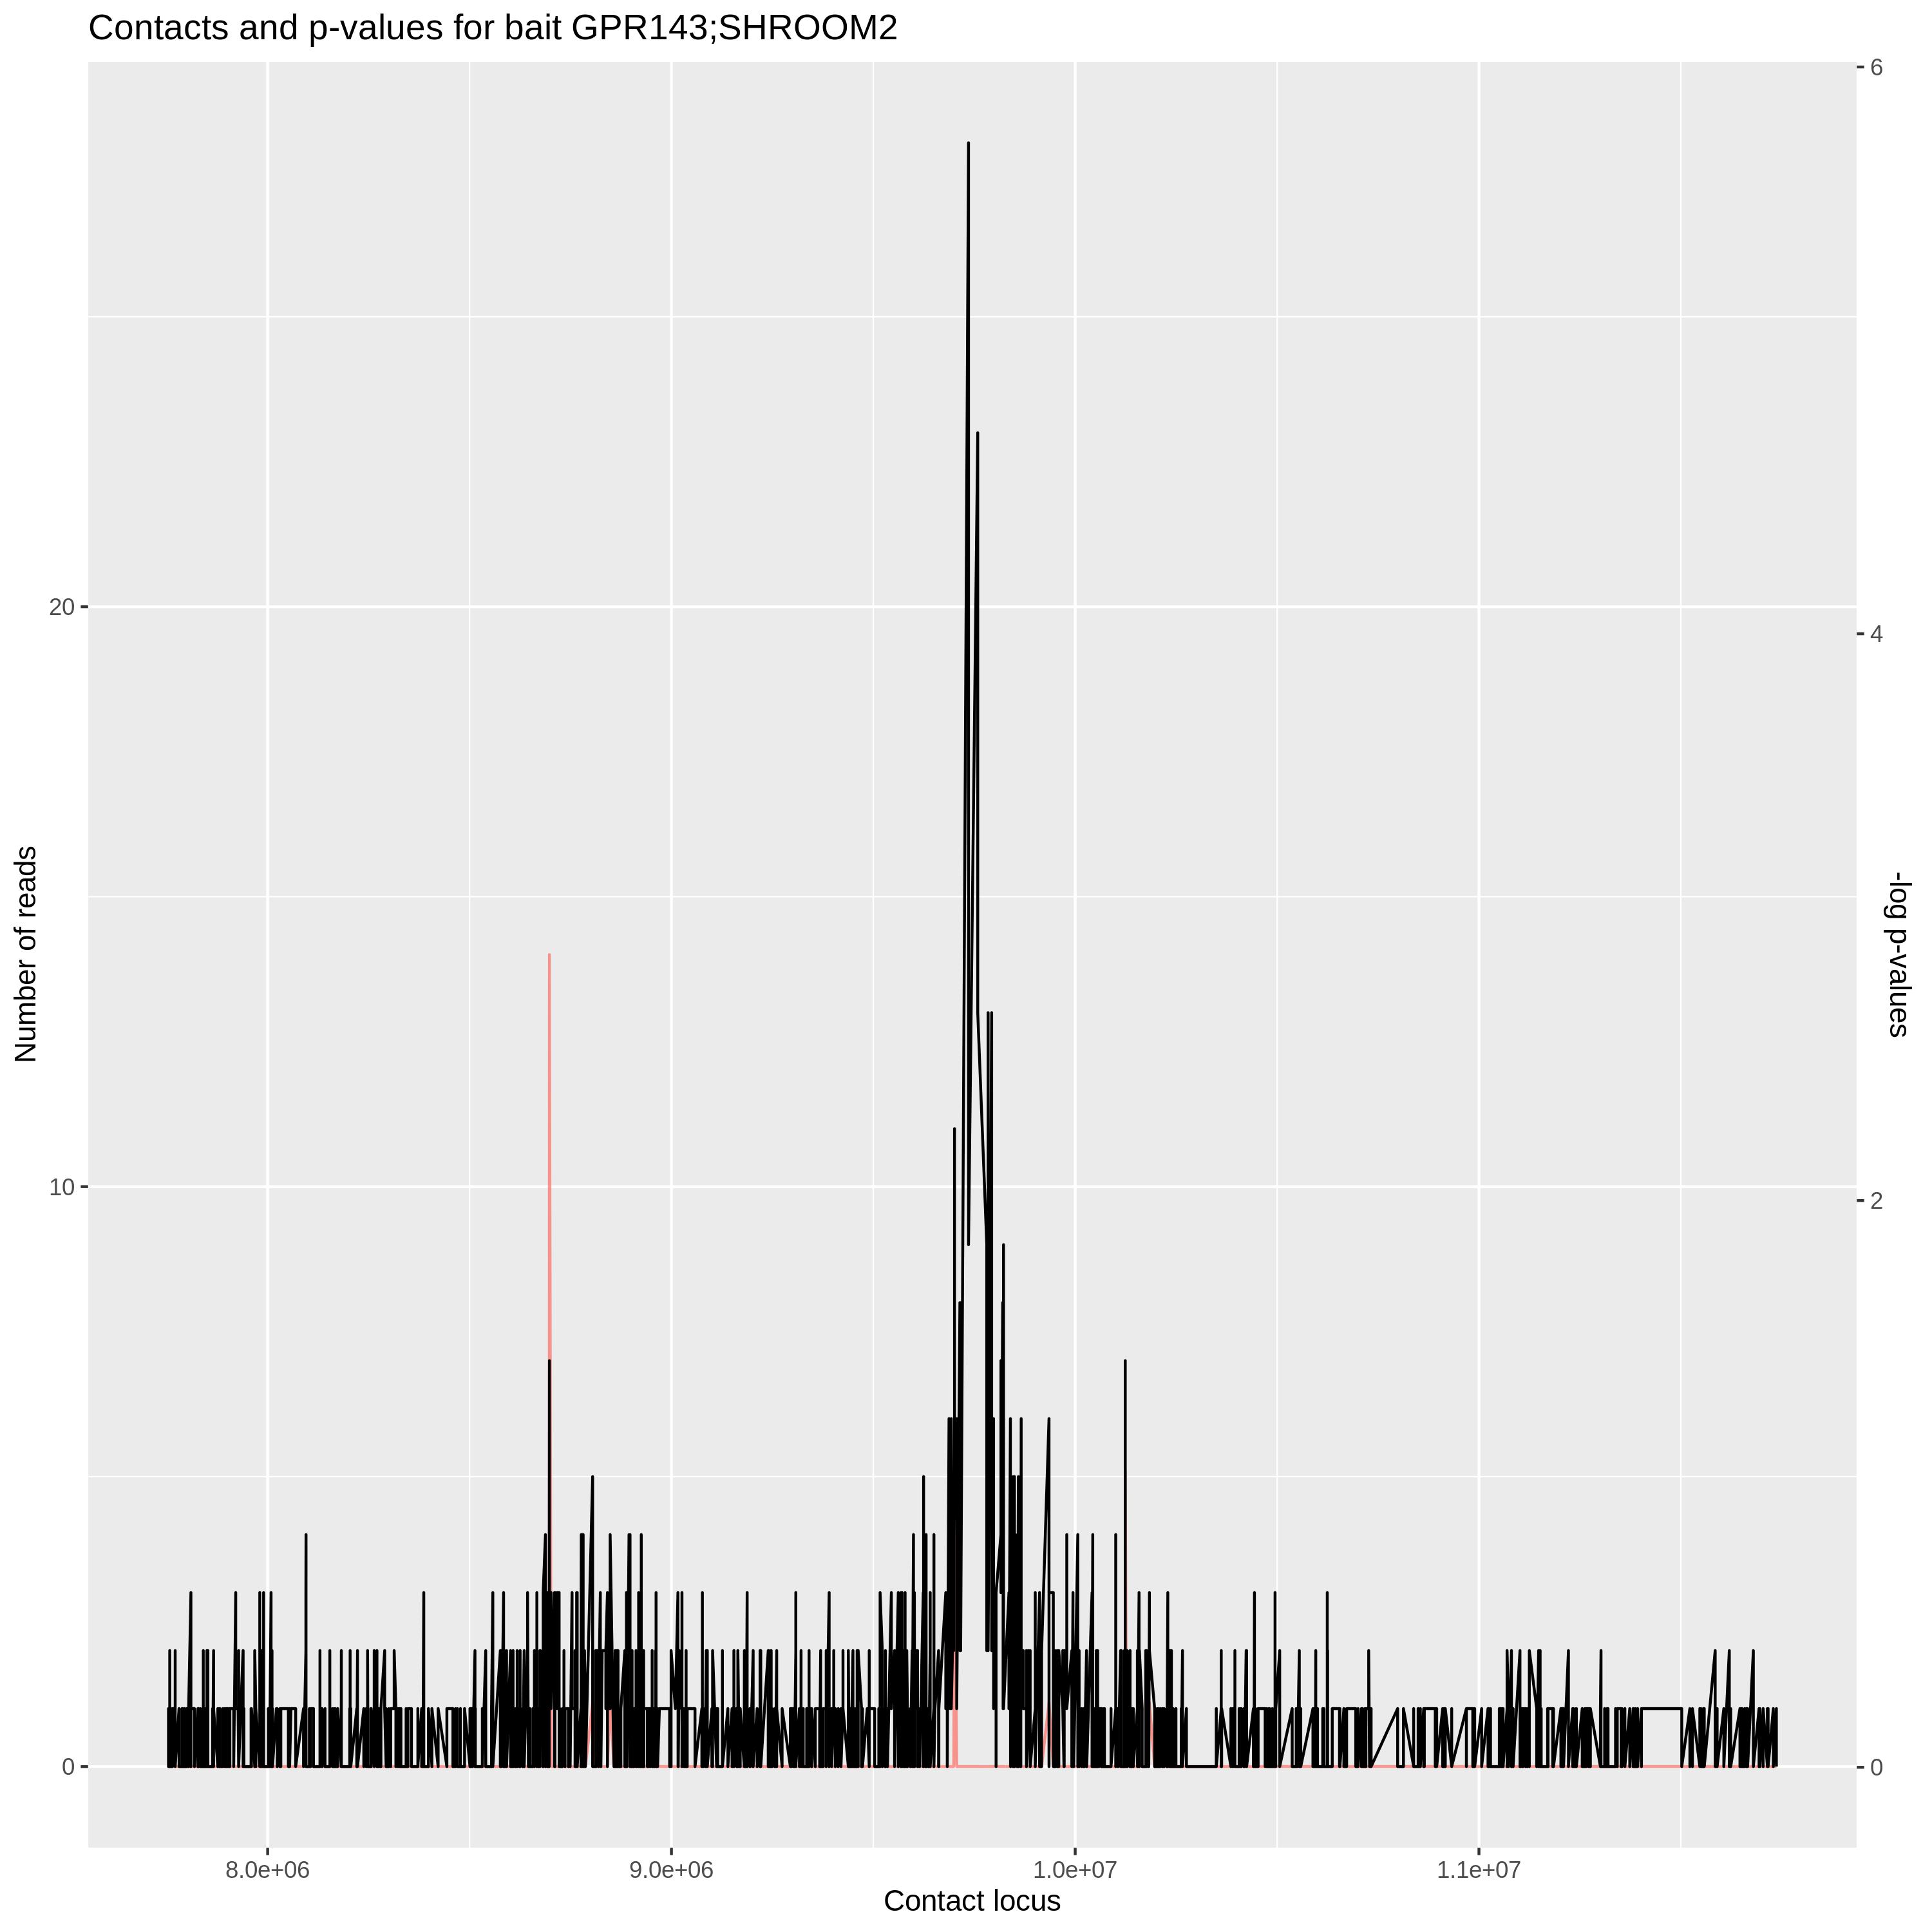 Contacts and p-values for bait GPR143;SHROOM2
6
20
4
Number of reads
-log p-values
10
2
0
0
8.0e+06
9.0e+06
1.0e+07
1.1e+07
Contact locus